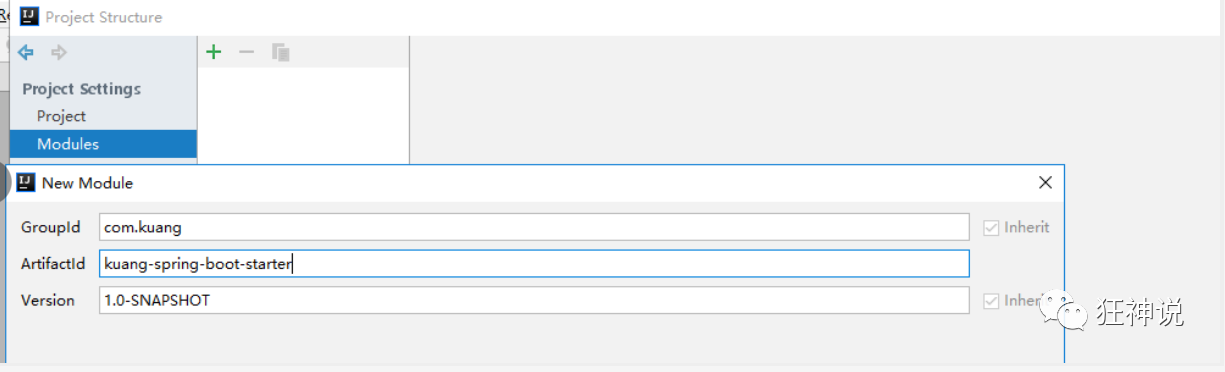 Project Structure
Project Settings
Project
Modules
New Module
GroupId com.kuang Inherit
ArtifactId kuang-spring-boot-starter
Version 1.0-SNAPSHOT
狂神说